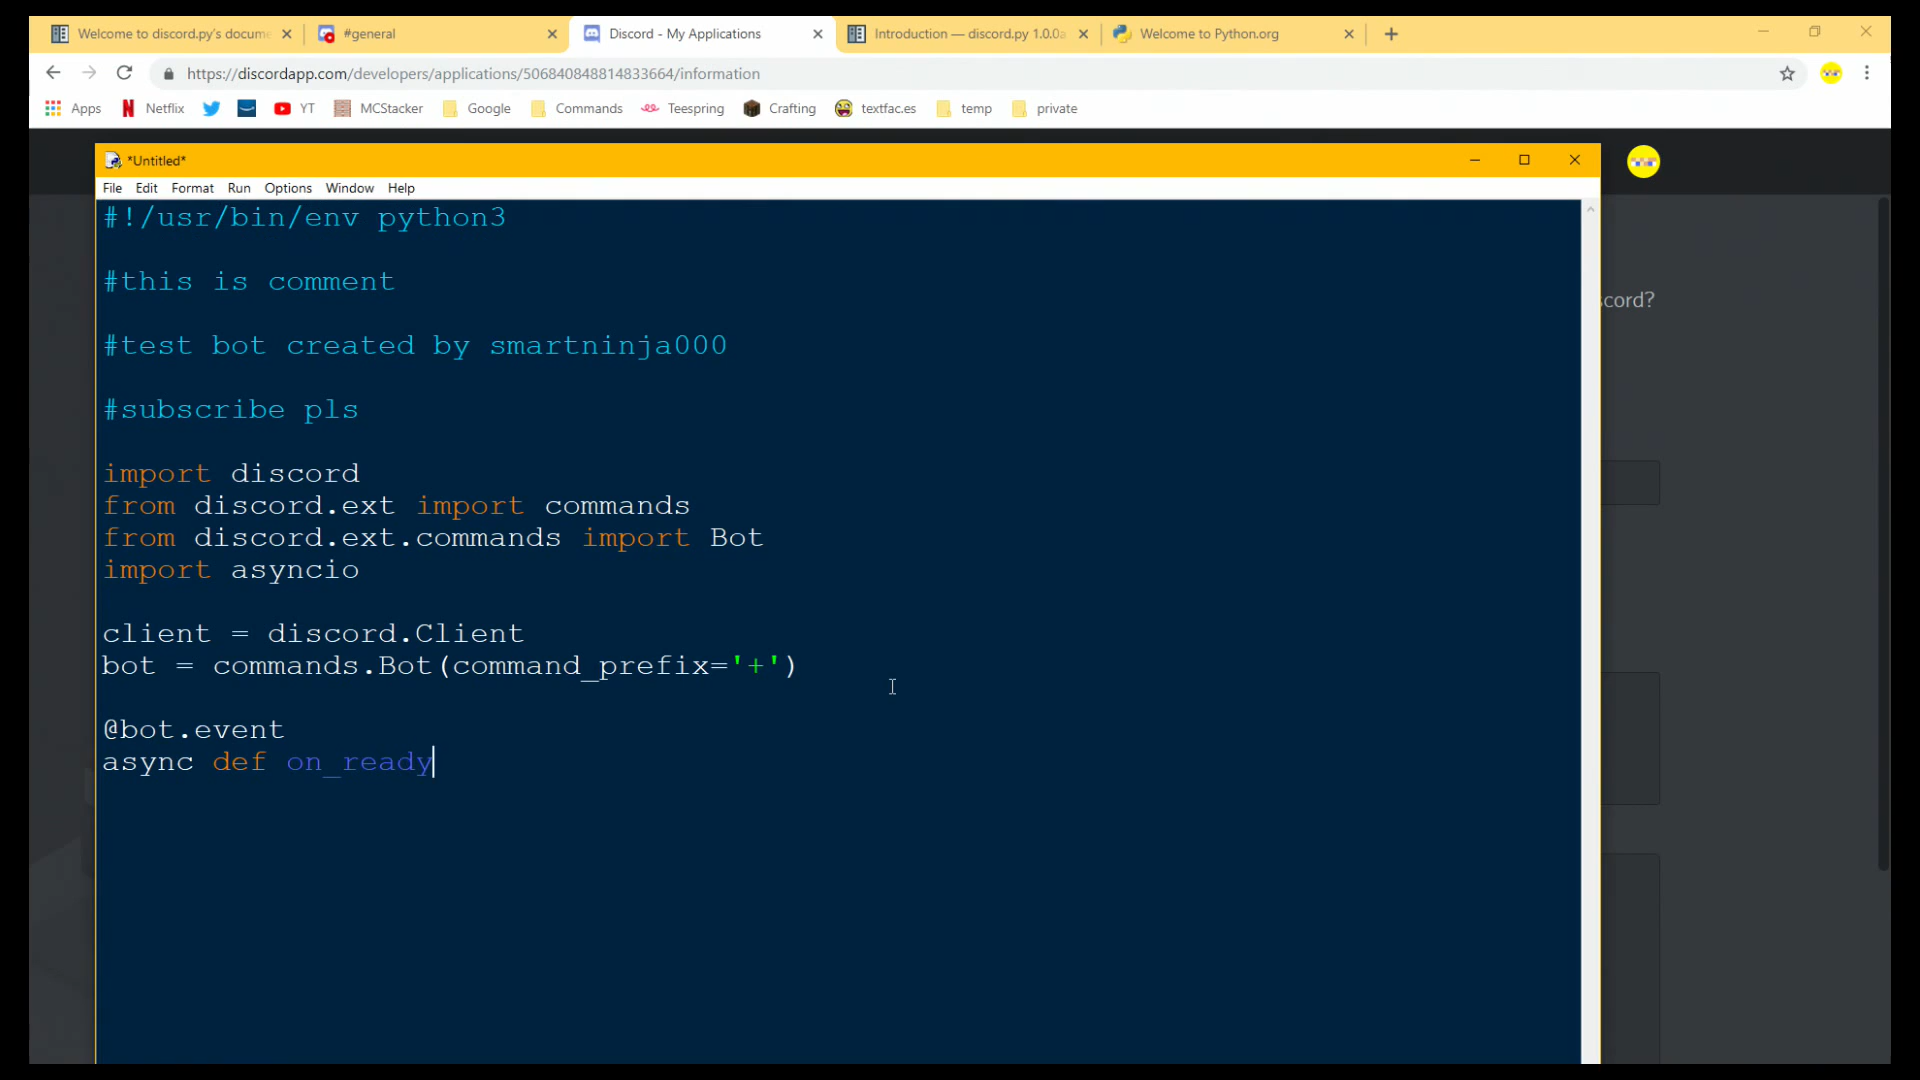 Welcome to discord.py's docume
#general
Discord - My Applications
Introduction — discord.py 1.0.0a
Welcome to Python.org
https://discordapp.com/developers/applications/506840848814833664/information
Apps
Netflix
YT
MCStacker
Google
Commands
Teespring
Crafting
textfac.es
temp
private
*Untitled*
File Edit Format Run Options Window Help
#!/usr/bin/env python3
#this is comment
#test bot created by smartninja000
#subscribe pls
import discord
from discord.ext import commands
from discord.ext.commands import Bot
import asyncio
client = discord.Client
bot = commands.Bot(command_prefix='+')
@bot.event
async def on_ready
scord?